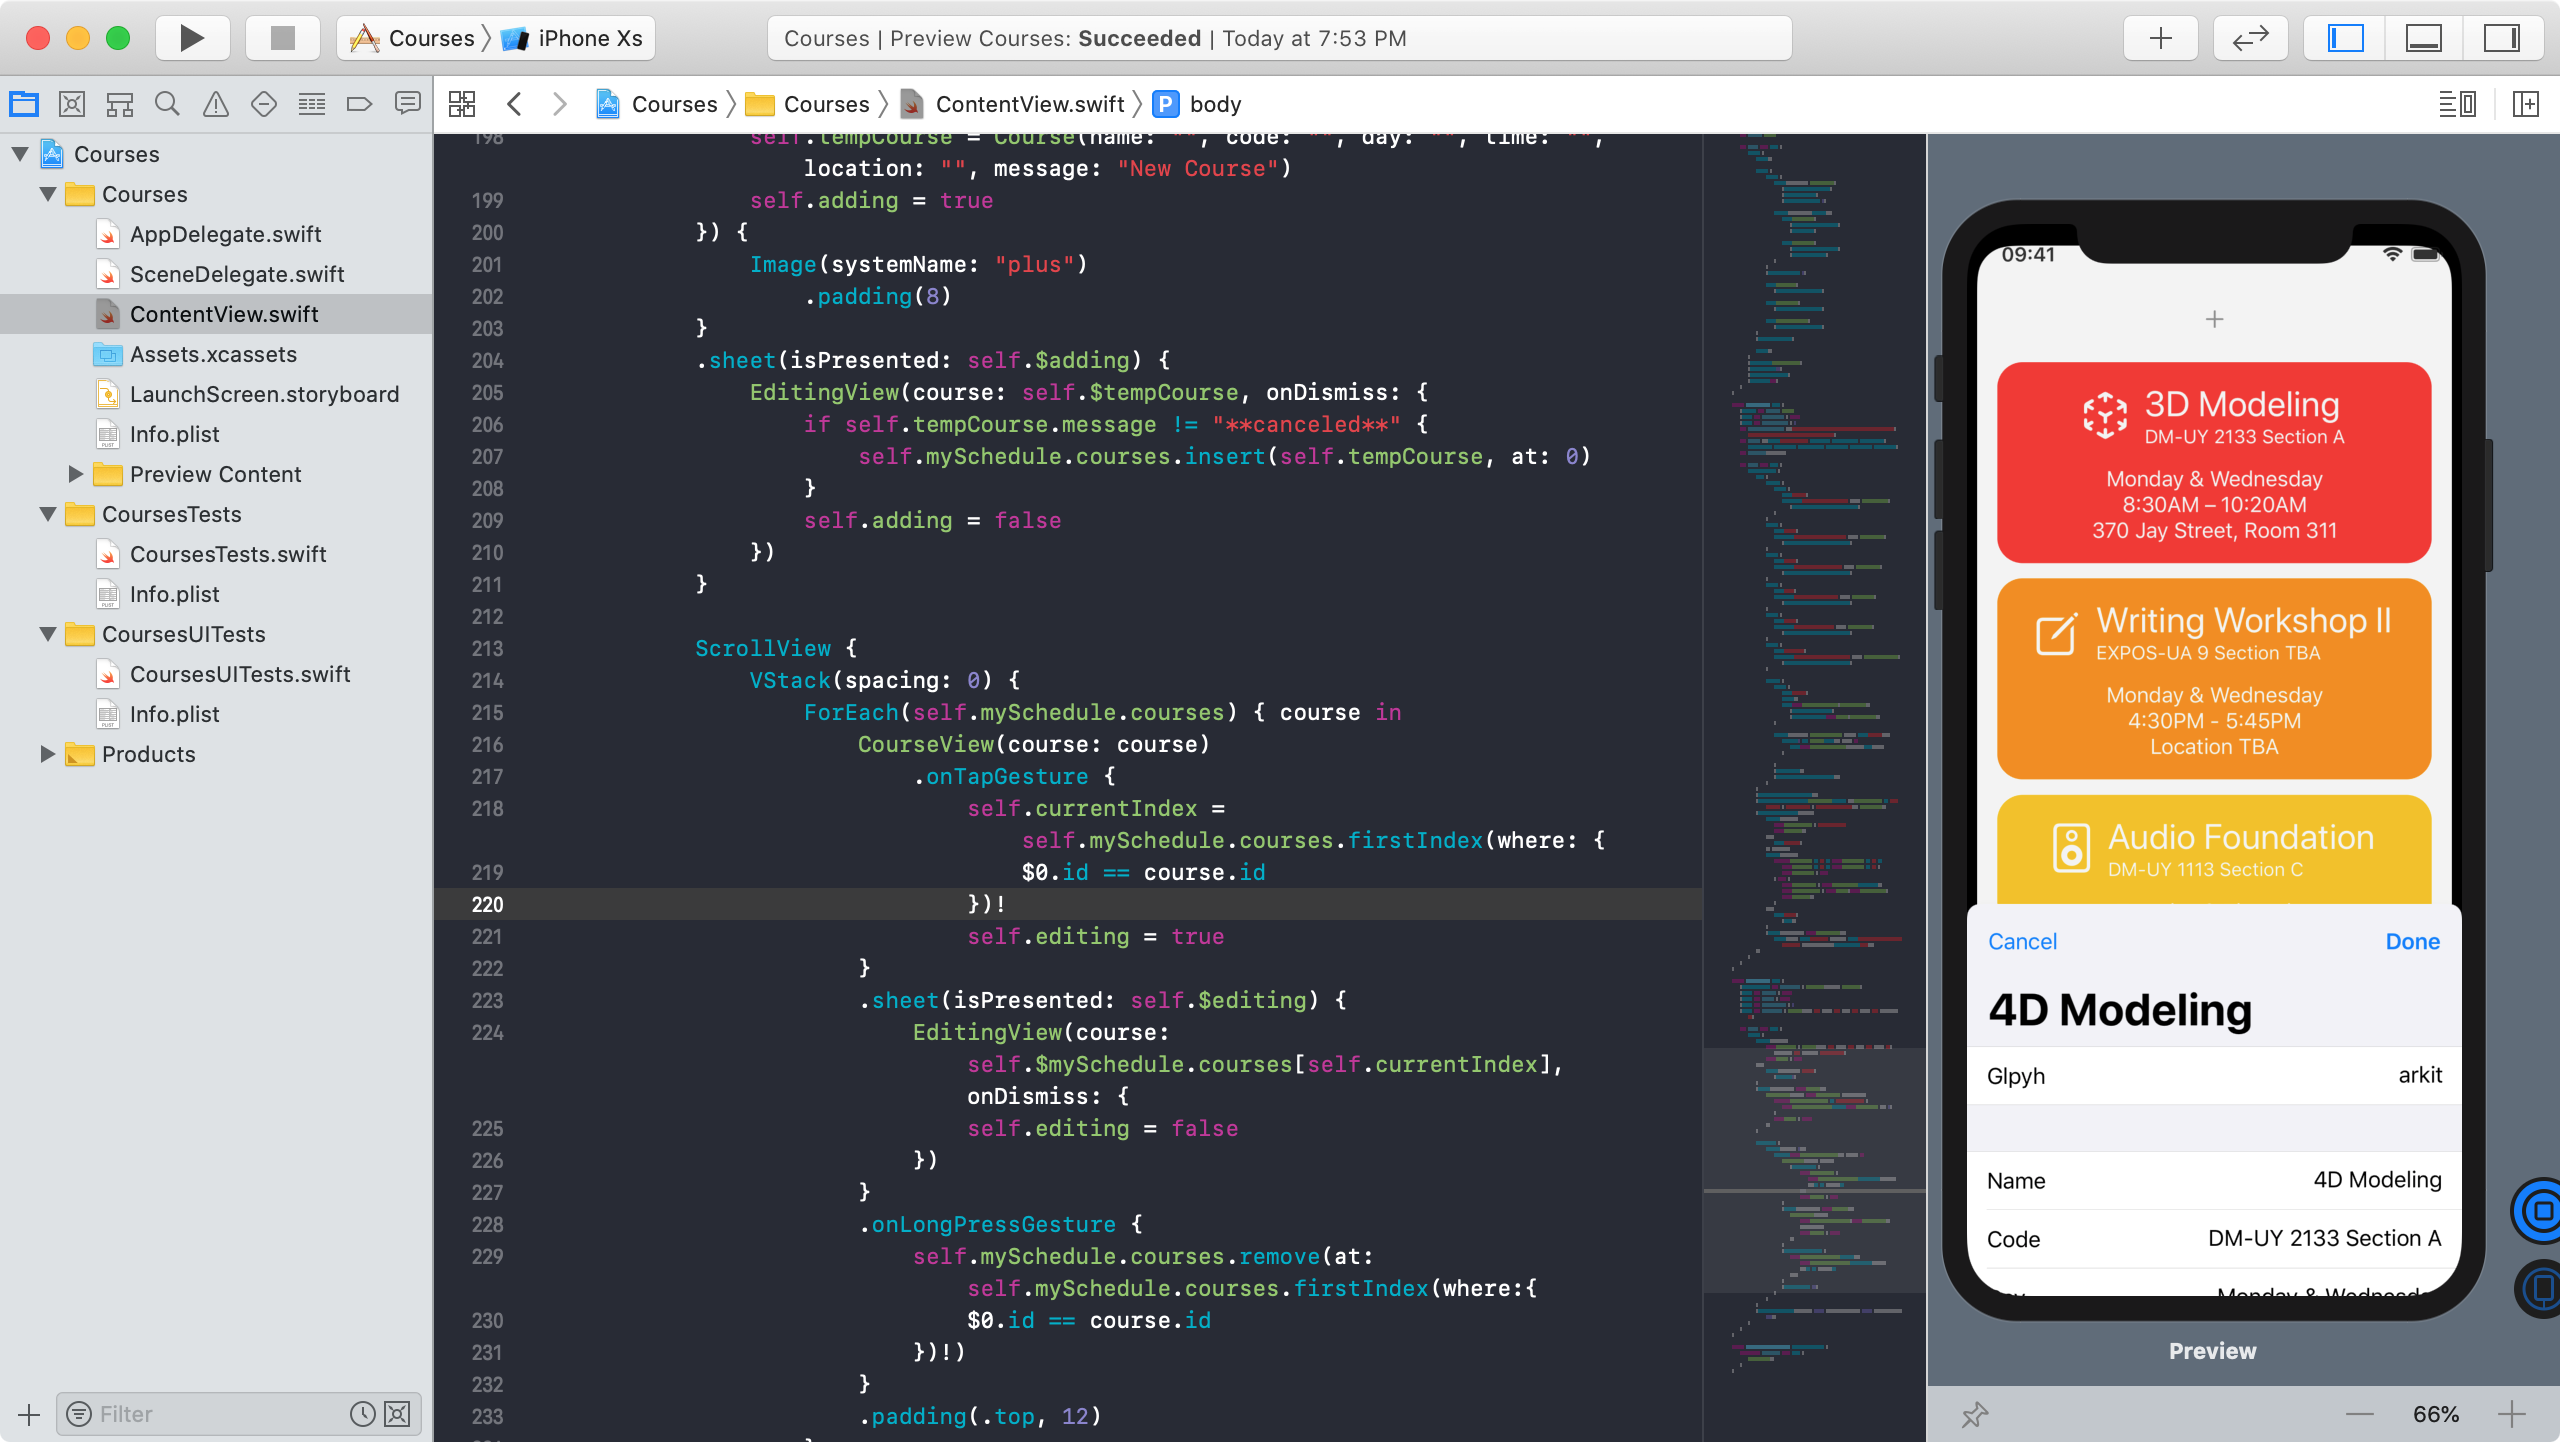 Courses
iPhone Xs
Courses | Preview Courses: Succeeded | Today at 7:53 PM
Courses
Courses
ContentView.swift
P
body
Courses
Courses
AppDelegate.swift
SceneDelegate.swift
ContentView.swift
Assets.xcassets
LaunchScreen.storyboard
Info.plist
Preview Content
CoursesTests
CoursesTests.swift
Info.plist
CoursesUITests
CoursesUITests.swift
Info.plist
Products
Filter
198 self.tempCourse = Course(name: "", code: "", day: "", time: "",
location: "", message: "New Course")
199 self.adding = true
200 }) {
201 Image(systemName: "plus")
202 .padding(8)
203 }
204 .sheet(isPresented: self.$adding) {
205 EditingView(course: self.$tempCourse, onDismiss: {
206 if self.tempCourse.message != "**canceled**" {
207 self.mySchedule.courses.insert(self.tempCourse, at: 0)
208 }
209 self.adding = false
210 })
211 }
212
213 ScrollView {
214 VStack(spacing: 0) {
215 ForEach(self.mySchedule.courses) { course in
216 CourseView(course: course)
217 .onTapGesture {
218 self.currentIndex =
self.mySchedule.courses.firstIndex(where: {
219 $0.id == course.id
220 })!
221 self.editing = true
222 }
223 .sheet(isPresented: self.$editing) {
224 EditingView(course:
self.$mySchedule.courses[self.currentIndex],
onDismiss: {
225 self.editing = false
226 })
227 }
228 .onLongPressGesture {
229 self.mySchedule.courses.remove(at:
self.mySchedule.courses.firstIndex(where:{
230 $0.id == course.id
231 })!)
232 }
233 .padding(.top, 12)
09:41
3D Modeling
DM-UY 2133 Section A
Monday & Wednesday
8:30AM – 10:20AM
370 Jay Street, Room 311
Writing Workshop II
EXPOS-UA 9 Section TBA
Monday & Wednesday
4:30PM - 5:45PM
Location TBA
Audio Foundation
DM-UY 1113 Section C
Cancel
Done
4D Modeling
Glpyh
arkit
Name
4D Modeling
Code
DM-UY 2133 Section A
Monday &
Preview
66%